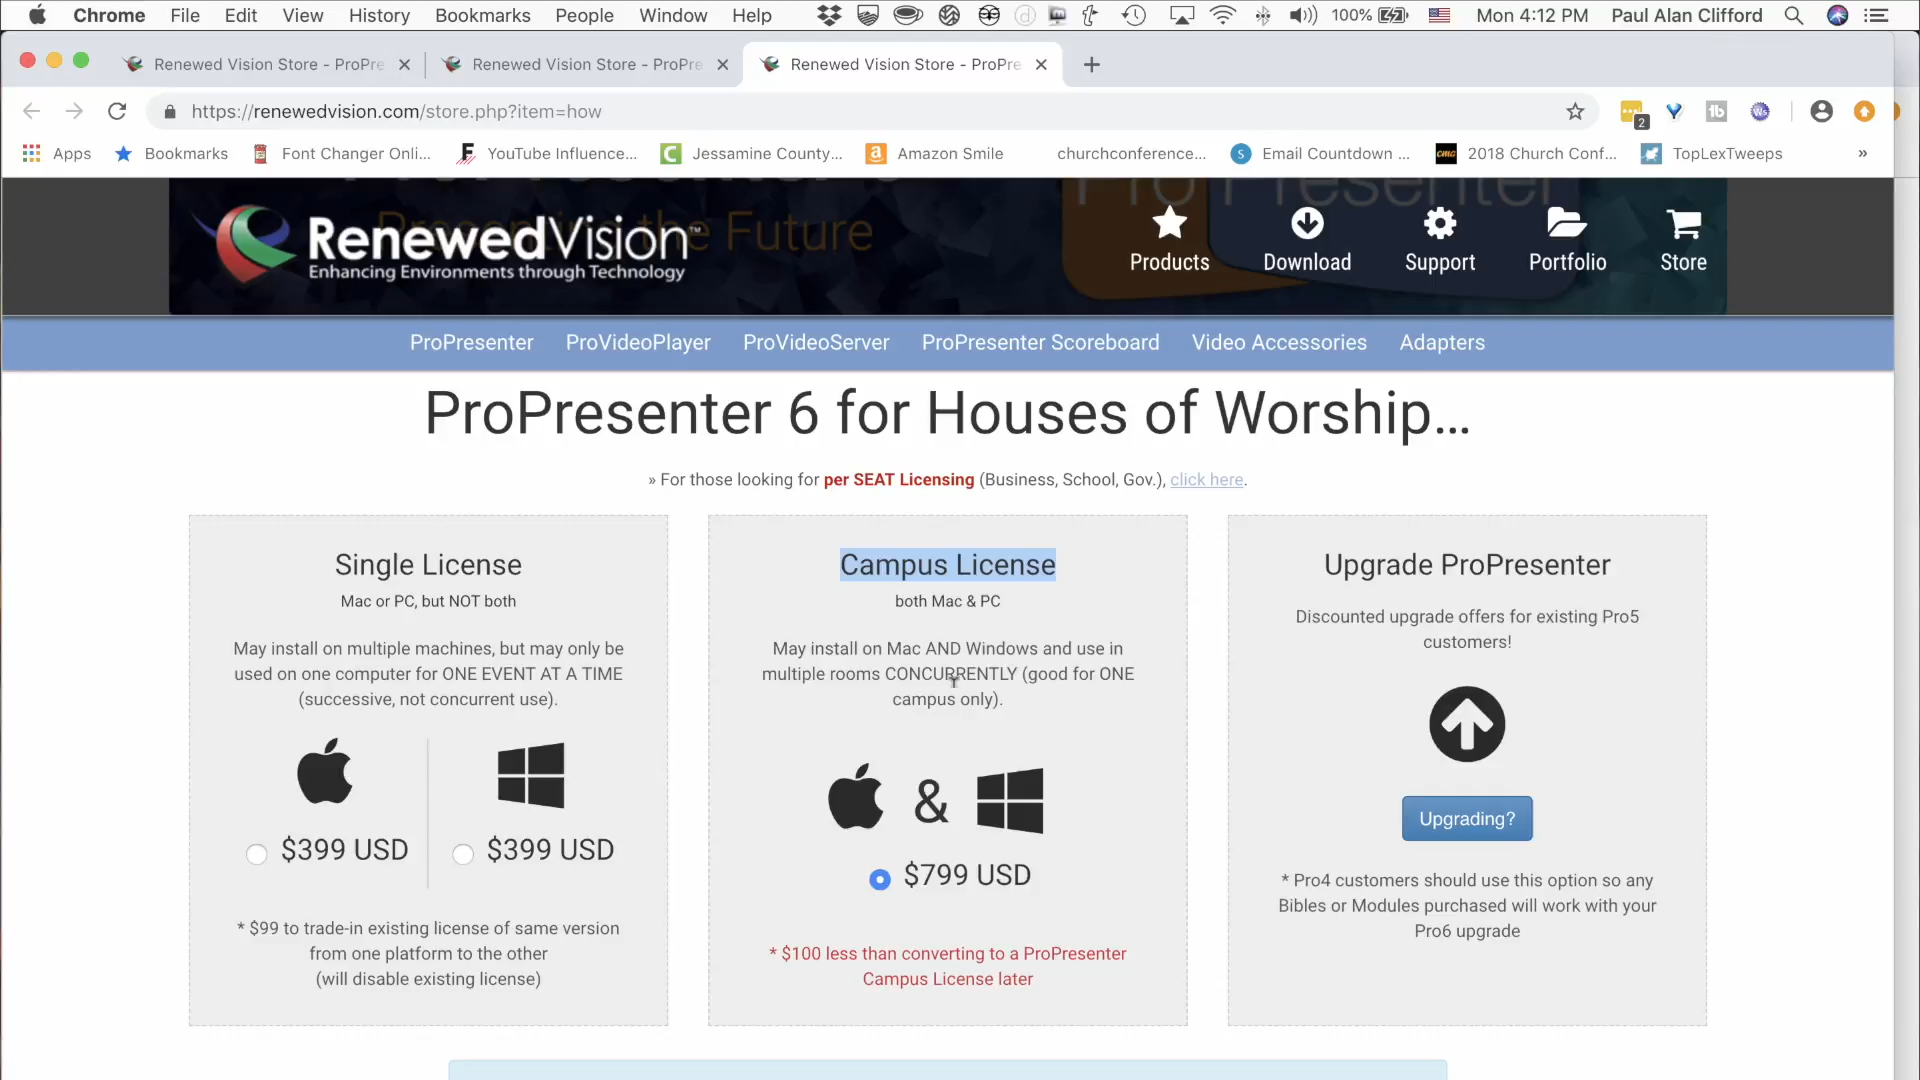 Chrome File Edit View History Bookmarks People Window Help 100% Mon 4:12 PM Paul Alan Clifford
Renewed Vision Store - ProPre Renewed Vision Store - ProPre Renewed Vision Store - ProPre
https://renewedvision.com/store.php?item=how
2
Apps Bookmarks Font Changer Onli... YouTube Influence... Jessamine County... Amazon Smile churchconference... Email Countdown ... 2018 Church Conf... TopLexTweeps »
Pro Presenter
Presenting the Future
RenewedVision™
Enhancing Environments through Technology
Products Download Support Portfolio Store
ProPresenter ProVideoPlayer ProVideoServer ProPresenter Scoreboard Video Accessories Adapters
ProPresenter 6 for Houses of Worship...
» For those looking for per SEAT Licensing (Business, School, Gov.), click here.
Single License
Mac or PC, but NOT both
May install on multiple machines, but may only be
used on one computer for ONE EVENT AT A TIME
(successive, not concurrent use).
$399 USD $399 USD
* $99 to trade-in existing license of same version
from one platform to the other
(will disable existing license)
Campus License
both Mac & PC
May install on Mac AND Windows and use in
multiple rooms CONCURRENTLY (good for ONE
campus only).
&
$799 USD
* $100 less than converting to a ProPresenter
Campus License later
Upgrade ProPresenter
Discounted upgrade offers for existing Pro5
customers!
Upgrading?
* Pro4 customers should use this option so any
Bibles or Modules purchased will work with your
Pro6 upgrade